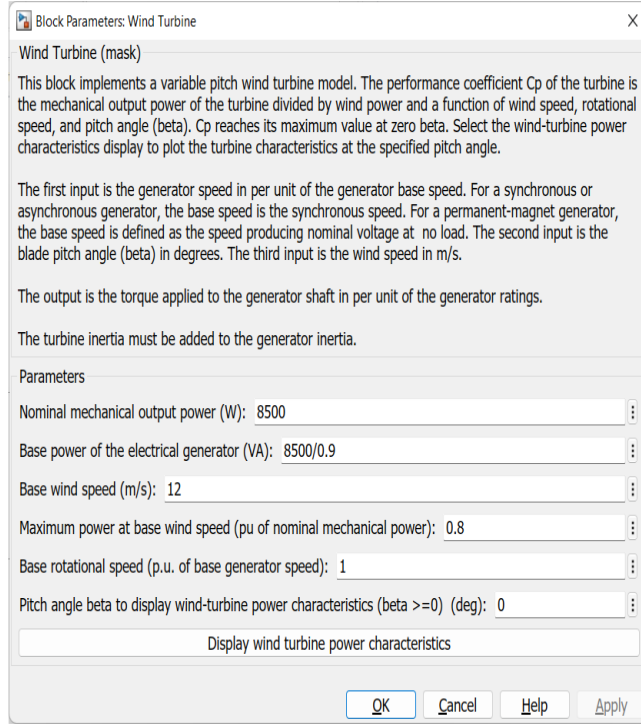 Block Parameters: Wind Turbine
X
Wind Turbine (mask)
This block implements a variable pitch wind turbine model. The performance coefficient Cp of the turbine is
the mechanical output power of the turbine divided by wind power and a function of wind speed, rotational
speed, and pitch angle (beta). Cp reaches its maximum value at zero beta. Select the wind-turbine power
characteristics display to plot the turbine characteristics at the specified pitch angle.
The first input is the generator speed in per unit of the generator base speed. For a synchronous or
asynchronous generator, the base speed is the synchronous speed. For a permanent-magnet generator,
the base speed is defined as the speed producing nominal voltage at no load. The second input is the
blade pitch angle (beta) in degrees. The third input is the wind speed in m/s.
The output is the torque applied to the generator shaft in per unit of the generator ratings.
The turbine inertia must be added to the generator inertia.
Parameters
Nominal mechanical output power (W): 8500
Base power of the electrical generator (VA): 8500/0.9
Base wind speed (m/s): 12
Maximum power at base wind speed (pu of nominal mechanical power): 0.8
Base rotational speed (p.u. of base generator speed): 1
Pitch angle beta to display wind-turbine power characteristics (beta >=0) (deg): 0
Display wind turbine power characteristics
OK Cancel Help Apply